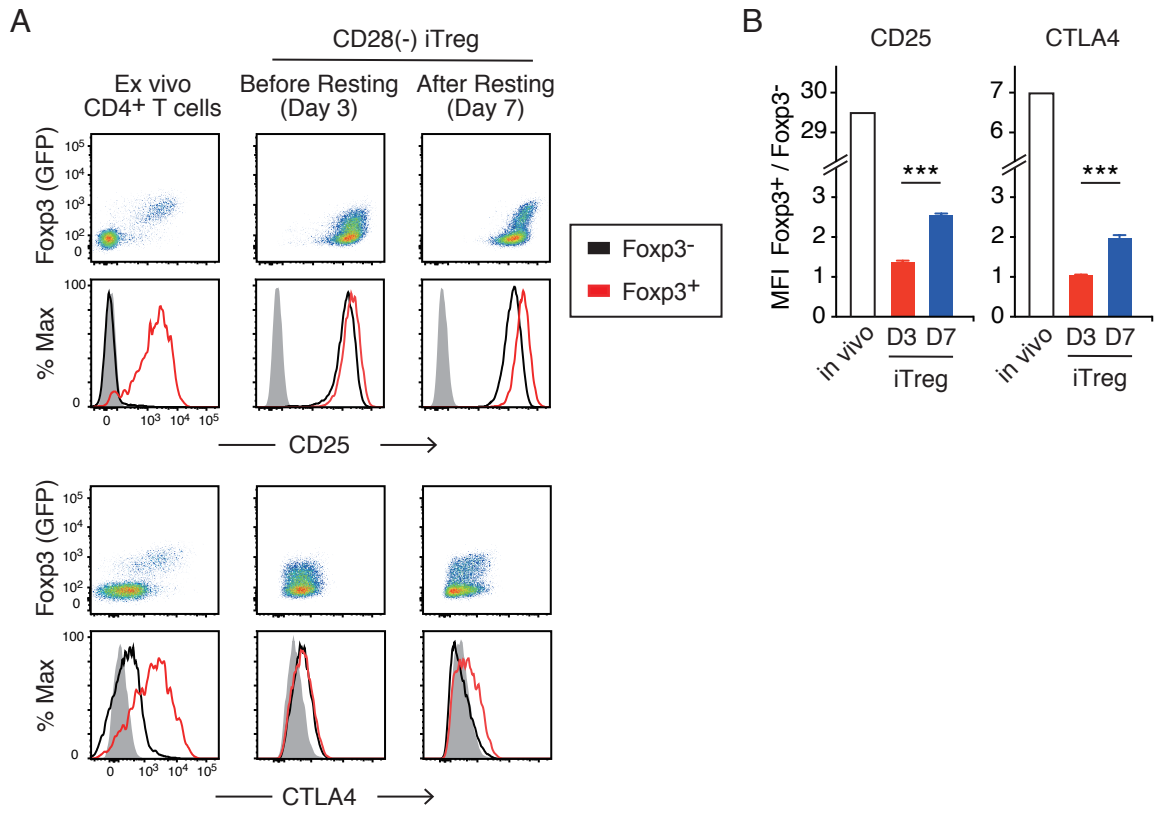 A
CD28(-) iTreg
Ex vivo
CD4+ T cells
Before Resting
(Day 3)
After Resting
(Day 7)
Foxp3 (GFP)
10⁵
10⁴
10³
10²
0
% Max
100
0
0 10³ 10⁴ 10⁵
CD25
Foxp3 (GFP)
10⁵
10⁴
10³
10²
0
% Max
100
0
0 10³ 10⁴ 10⁵
CTLA4
Foxp3⁻
Foxp3⁺
B
CD25
MFI Foxp3⁺ / Foxp3⁻
30
29
3
2
1
0
***
in vivo
D3 D7
iTreg
CTLA4
7
6
3
2
1
0
***
in vivo
D3 D7
iTreg